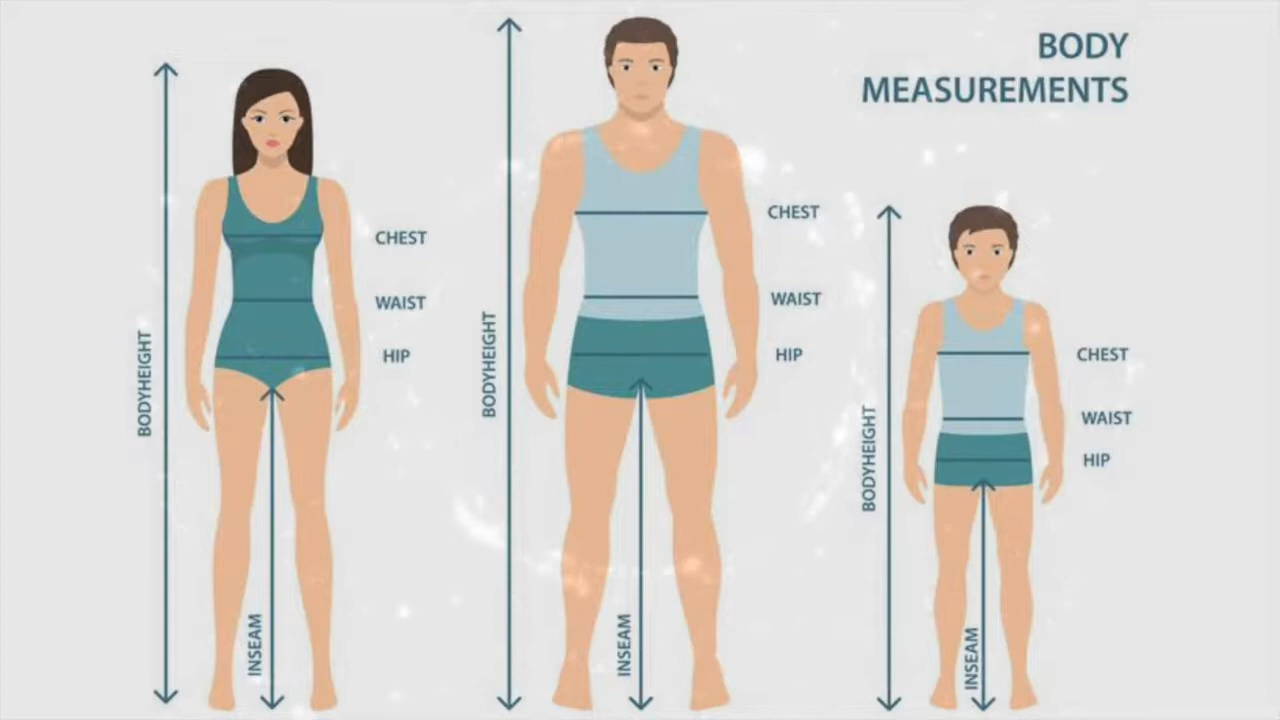 BODY
MEASUREMENTS
CHEST
WAIST
HIP
BODYHEIGHT
INSEAM
CHEST
WAIST
HIP
BODYHEIGHT
INSEAM
CHEST
WAIST
HIP
BODYHEIGHT
INSEAM